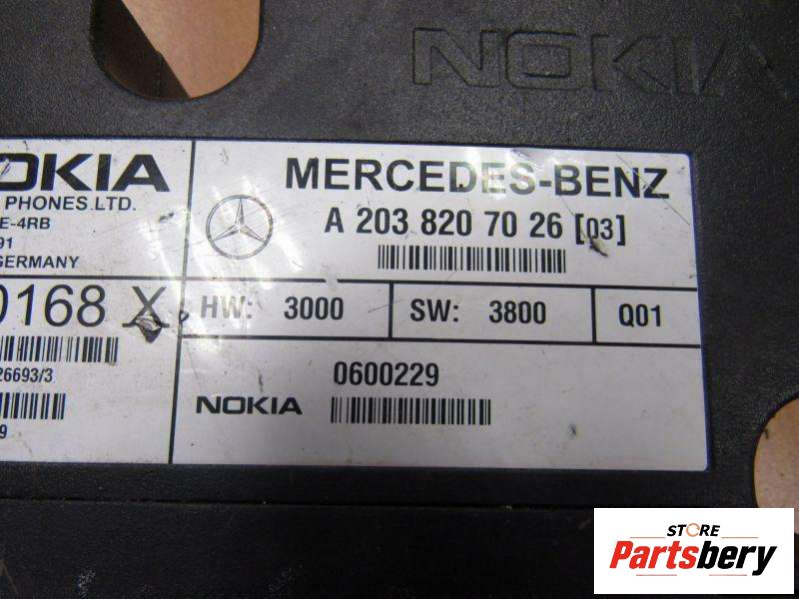 NOKIA
OKIA
PHONES.LTD.
E-4RB
91
GERMANY
0168 X
26693/3
9
MERCEDES-BENZ
A 203 820 70 26 [03]
HW: 3000
SW: 3800
Q01
0600229
NOKIA
STORE
Partsbery